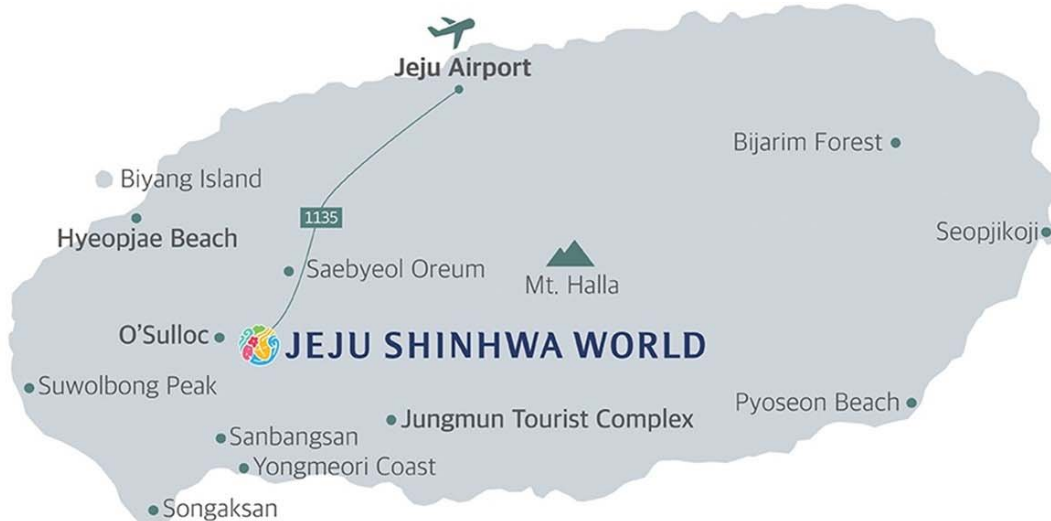 Jeju Airport
Bijarim Forest
Biyang Island
1135
Hyeopjae Beach
Seopjikoji
Saebyeol Oreum
Mt. Halla
O'Sulloc
JEJU SHINHWA WORLD
Suwolbong Peak
Pyoseon Beach
Jungmun Tourist Complex
Sanbangsan
Yongmeori Coast
Songaksan